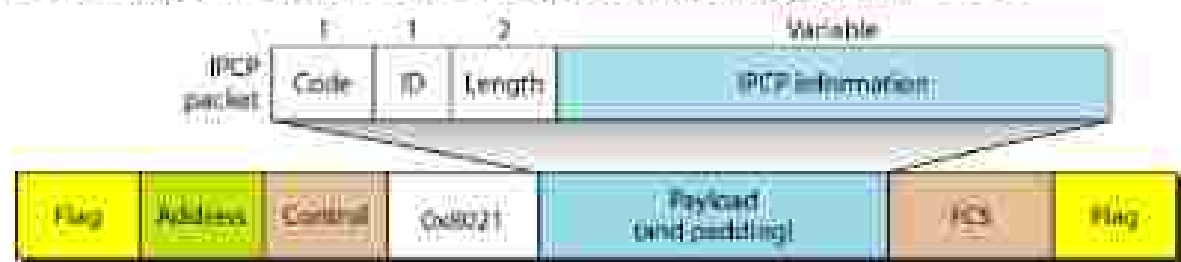 1 1 2 Variable
IPCP
packet
Code ID Length IPCP information
Flag Address Control 0x8021 Payload
(and padding) FCS Flag